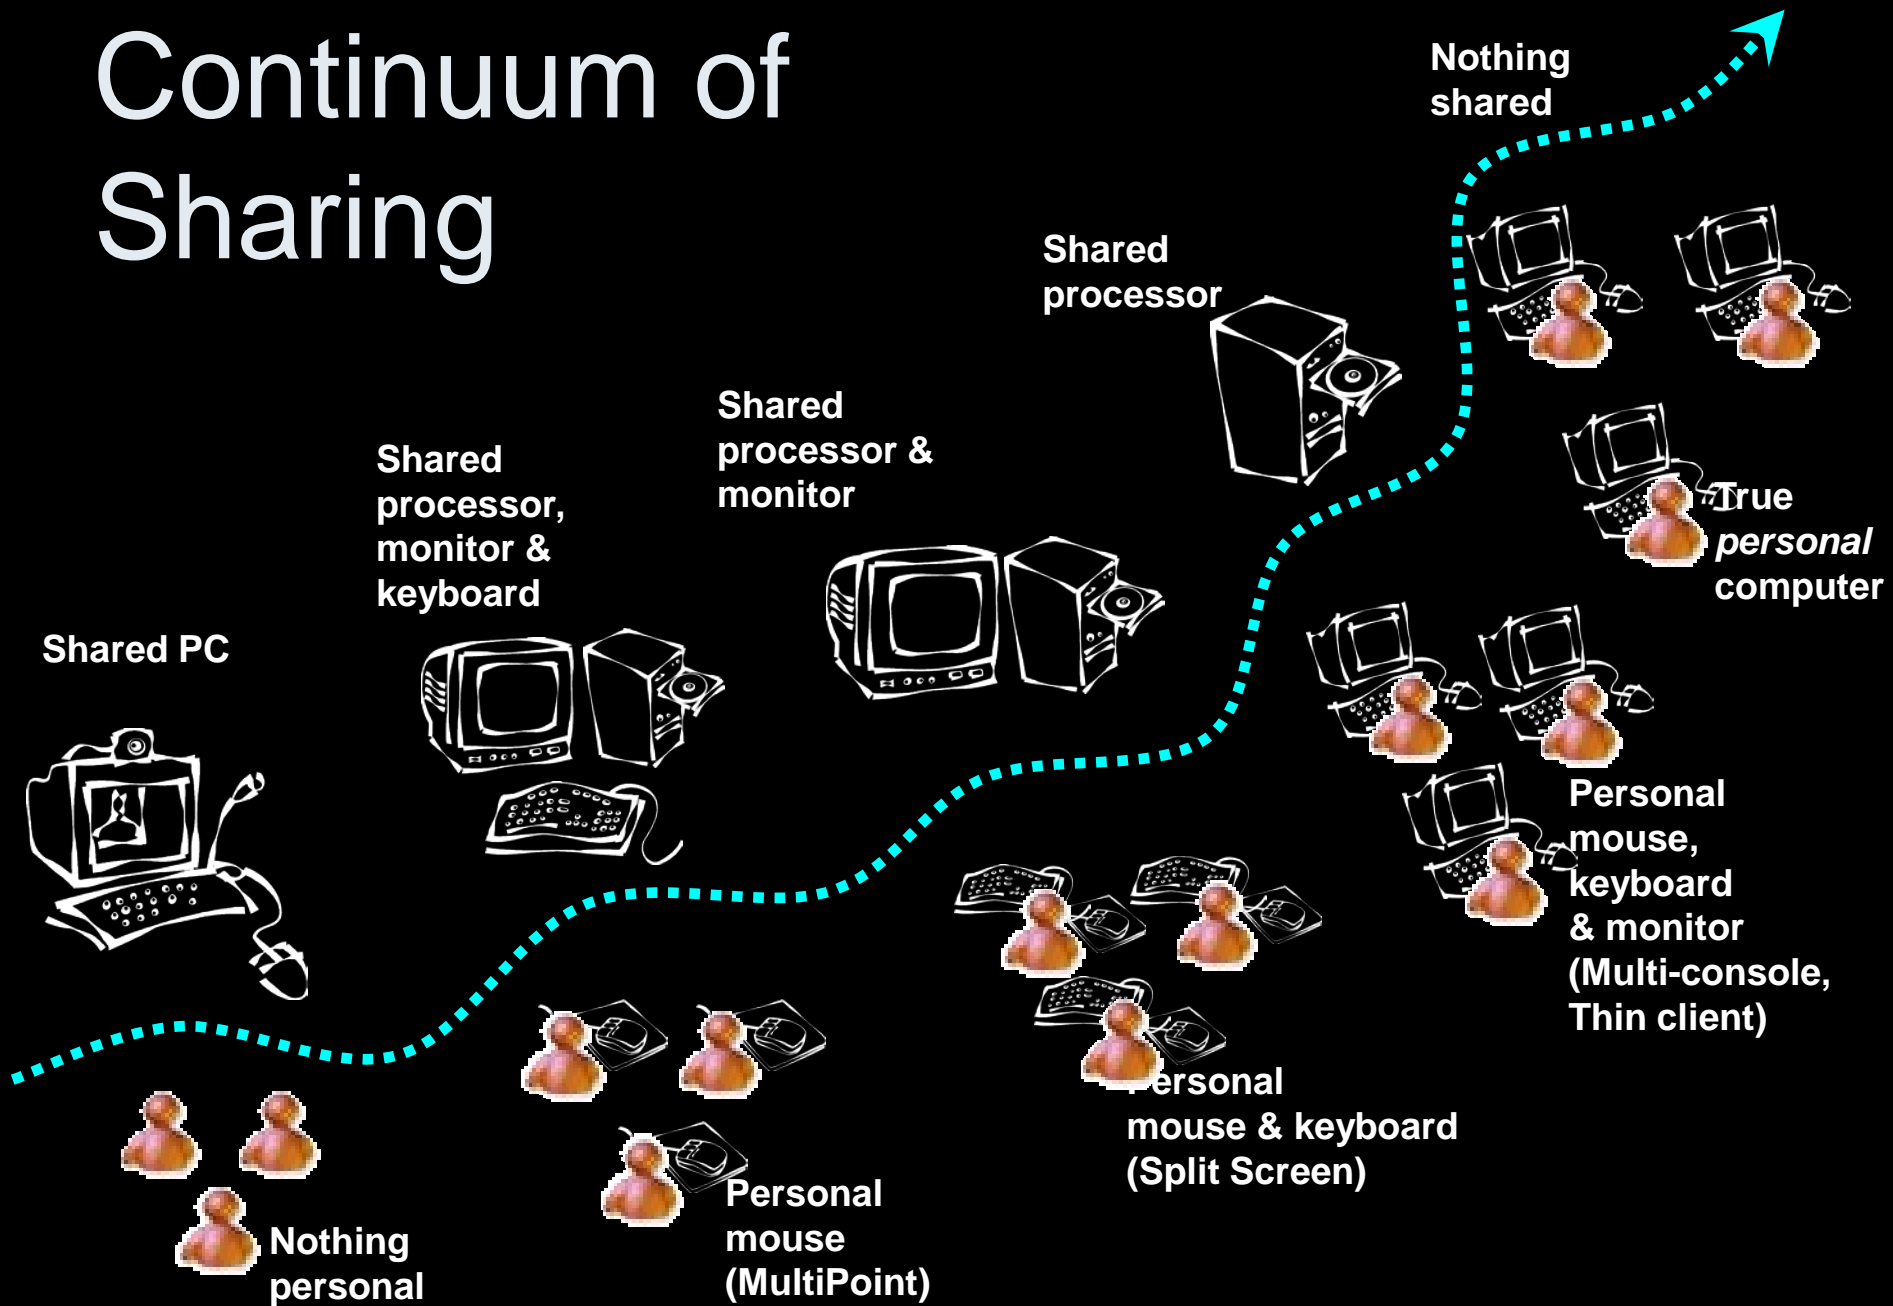 Continuum of
Sharing
Shared PC
Nothing
personal
Shared
processor,
monitor &
keyboard
Personal
mouse
(MultiPoint)
Shared
processor &
monitor
Personal
mouse & keyboard
(Split Screen)
Shared
processor
Personal
mouse,
keyboard
& monitor
(Multi-console,
Thin client)
Nothing
shared
True
personal
computer